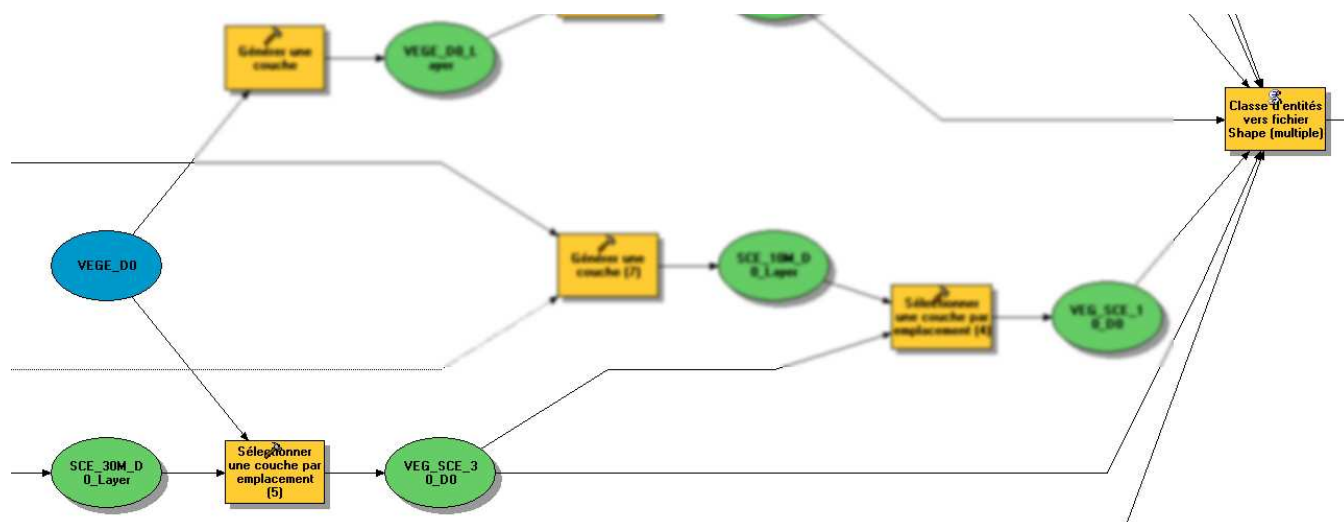 Générer une
couche
VEGE_D0_L
ayer
Classe d'entités
vers fichier
Shape (multiple)
VEGE_D0
Générer une
couche (7)
SCE_10M_D
0_Layer
Sélectionner
une couche par
emplacement (4)
VEG_SCE_1
0_D0
SCE_30M_D
0_Layer
Sélectionner
une couche par
emplacement
(5)
VEG_SCE_3
0_D0